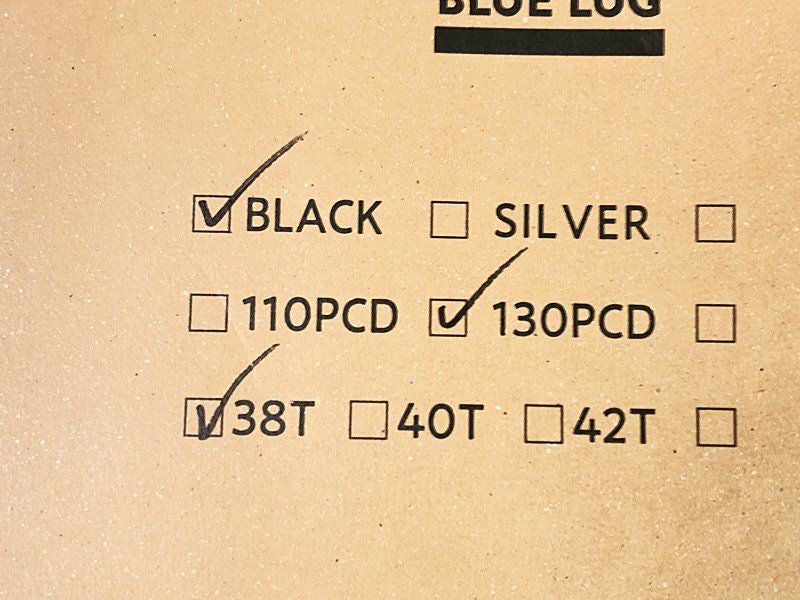 BLUE LUG
☑ BLACK ☐ SILVER ☐
☐ 110PCD ☑ 130PCD ☐
☑ 38T ☐ 40T ☐ 42T ☐